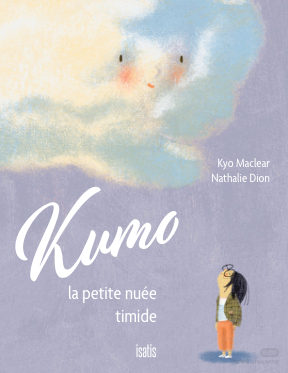 Kyo Maclear
Nathalie Dion
Kumo
la petite nuée
timide
isatis